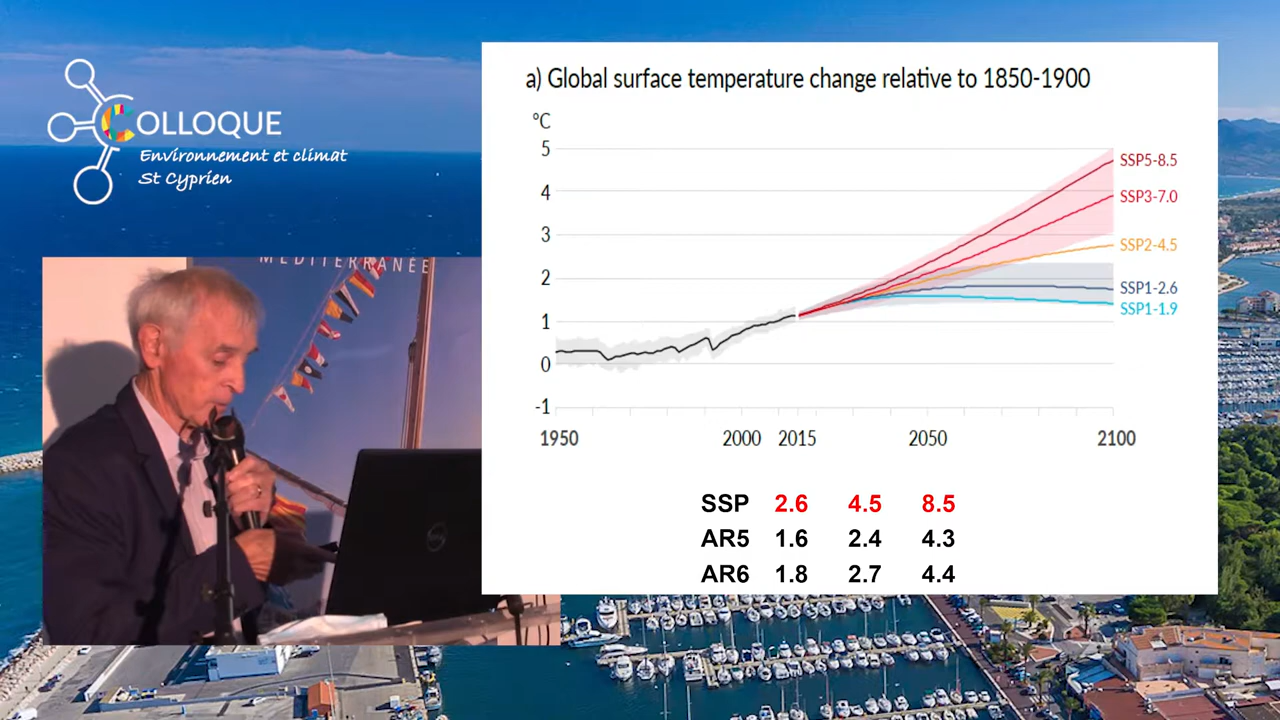 COLLOQUE
Environnement et climat
St Cyprien
MEDITERRANÉE
a) Global surface temperature change relative to 1850-1900
°C
5
4
3
2
1
0
-1
1950
2000
2015
2050
2100
SSP5-8.5
SSP3-7.0
SSP2-4.5
SSP1-2.6
SSP1-1.9
SSP 2.6 4.5 8.5
AR5 1.6 2.4 4.3
AR6 1.8 2.7 4.4
DELL